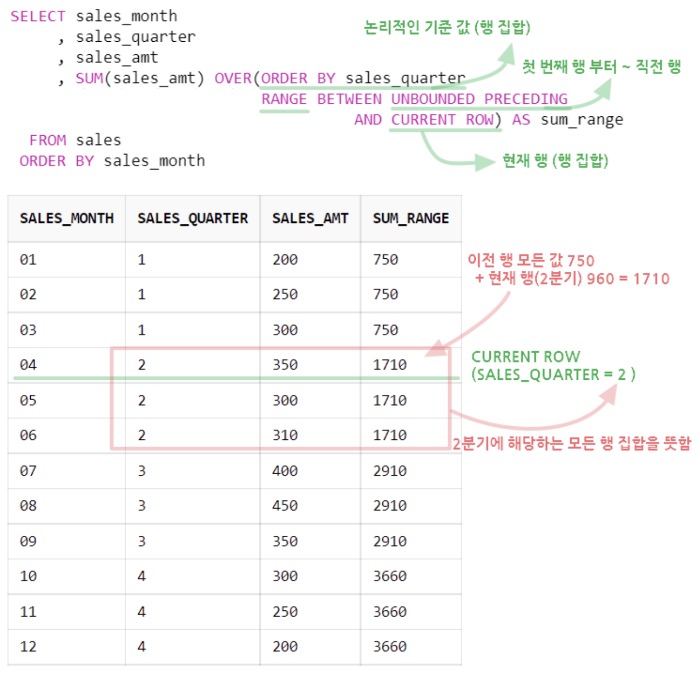 SELECT sales_month
논리적인 기준 값 (행 집합)
, sales_quarter
, sales_amt
첫 번째 행 부터 ~ 직전 행
, SUM(sales_amt) OVER(ORDER BY sales_quarter
RANGE BETWEEN UNBOUNDED PRECEDING
AND CURRENT ROW) AS sum_range
FROM sales
ORDER BY sales_month
현재 행 (행 집합)
SALES_MONTH SALES_QUARTER SALES_AMT SUM_RANGE
01 1 200 750
02 1 250 750
03 1 300 750
04 2 350 1710
05 2 300 1710
06 2 310 1710
07 3 400 2910
08 3 450 2910
09 3 350 2910
10 4 300 3660
11 4 250 3660
12 4 200 3660
이전 행 모든 값 750
+ 현재 행(2분기) 960 = 1710
CURRENT ROW
(SALES_QUARTER = 2 )
2분기에 해당하는 모든 행 집합을 뜻함